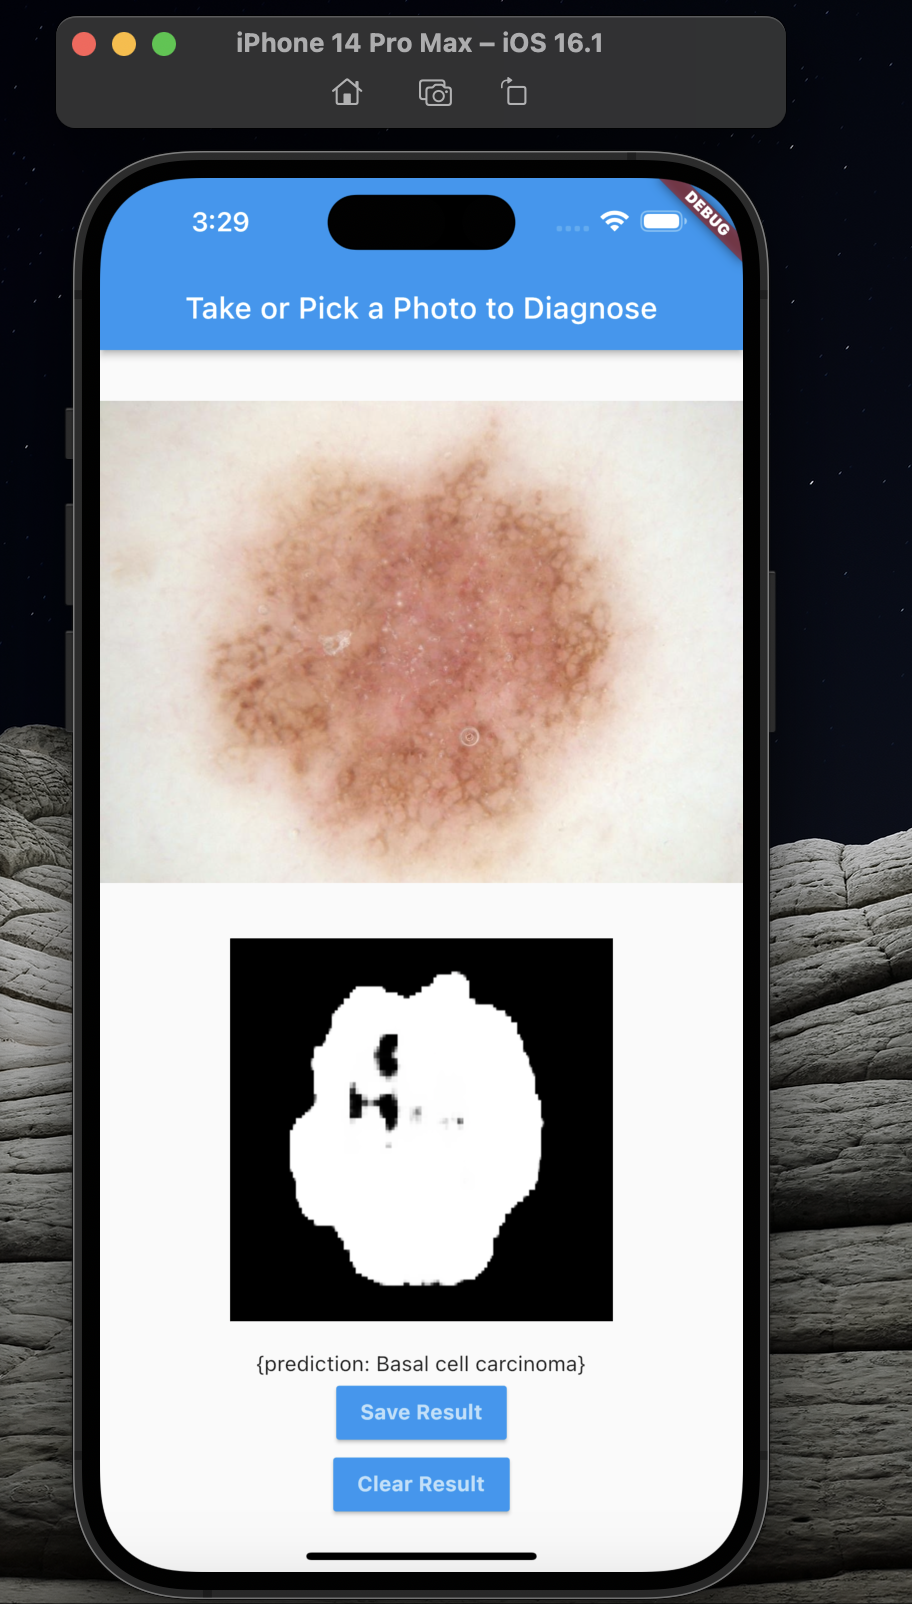 iPhone 14 Pro Max – iOS 16.1
3:29
DEBUG
Take or Pick a Photo to Diagnose
{prediction: Basal cell carcinoma}
Save Result
Clear Result